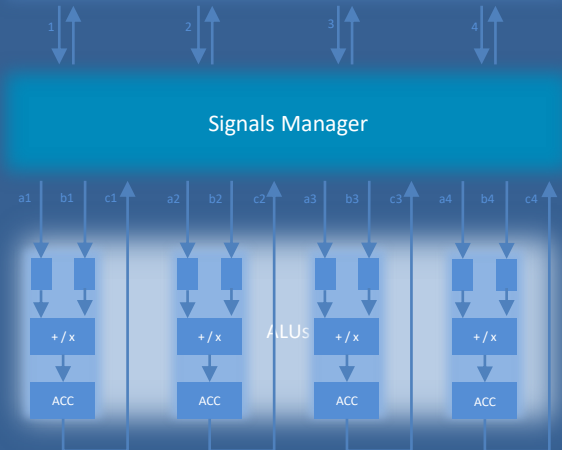 1 2 3 4
Signals Manager
a1 b1 c1 a2 b2 c2 a3 b3 c3 a4 b4 c4
+ / x + / x ALUs + / x + / x
ACC ACC ACC ACC